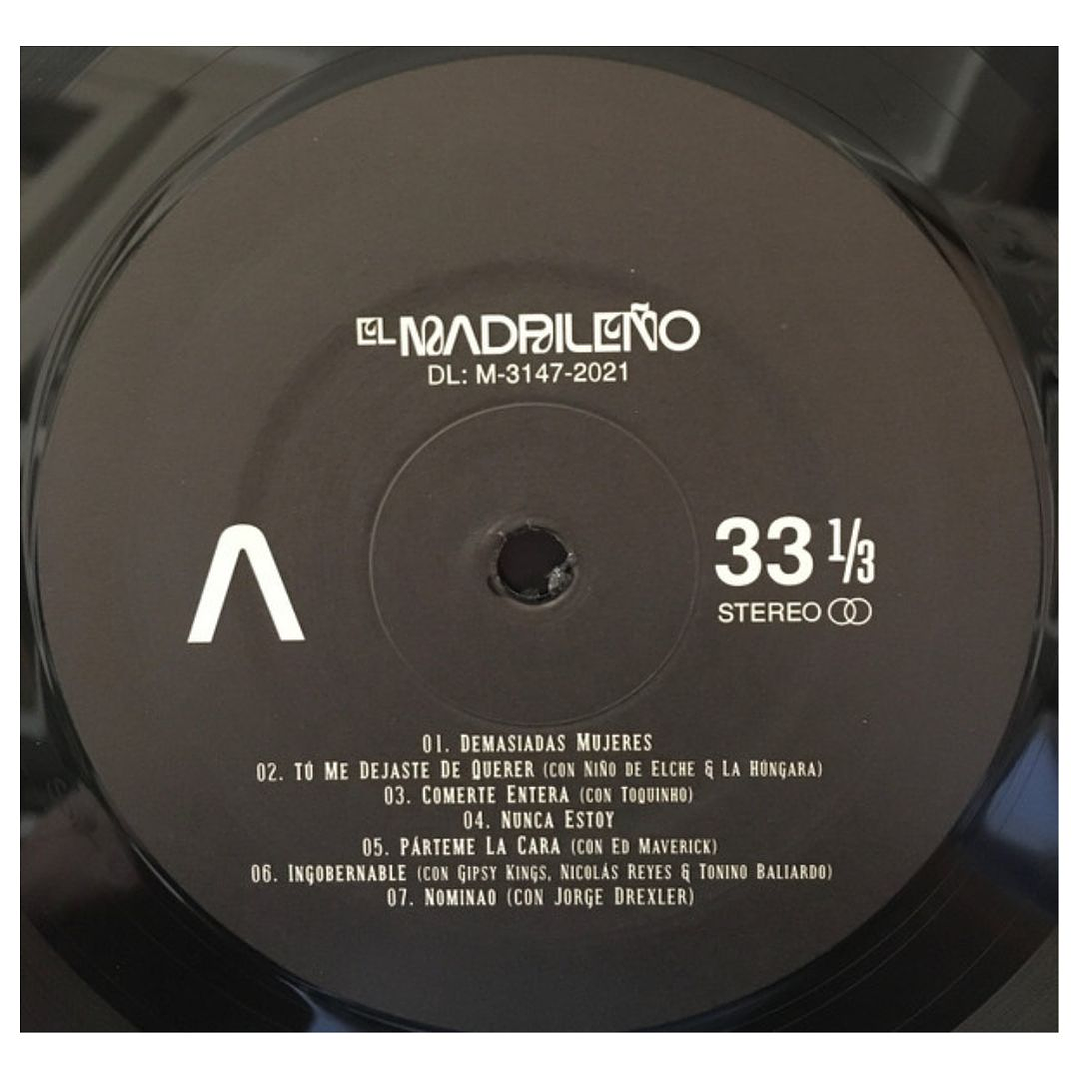 EL MADRILEÑO
DL: M-3147-2021
A
33 1/3
STEREO
01. DEMASIADAS MUJERES
02. TÚ ME DEJASTE DE QUERER (CON NIÑO DE ELCHE & LA HÚNGARA)
03. COMERTE ENTERA (CON TOQUINHO)
04. NUNCA ESTOY
05. PÁRTEME LA CARA (CON ED MAVERICK)
06. INGOBERNABLE (CON GIPSY KINGS, NICOLÁS REYES & TONINO BALIARDO)
07. NOMINAO (CON JORGE DREXLER)